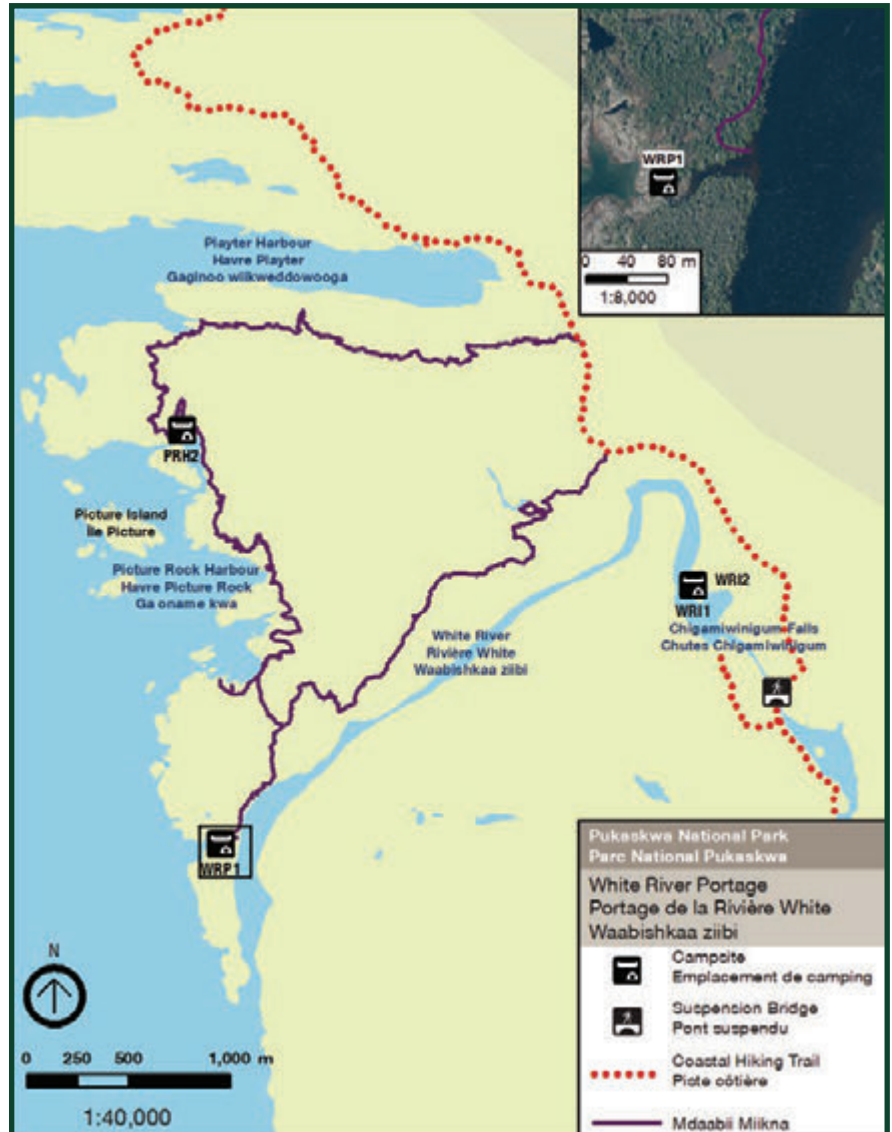 WRP1
0 40 80 m
1:8,000
Playter Harbour
Havre Playter
Gaginoo wiikweddowooga
PRH2
Picture Island
Île Picture
Picture Rock Harbour
Havre Picture Rock
Ga oname kwa
WRI2
WRI1
Chigamiwinigum Falls
Chutes Chigamiwinigum
White River
Rivière White
Waabishkaa ziibi
WRP1
N
0 250 500 1,000 m
1:40,000
Pukaskwa National Park
Parc National Pukaskwa
White River Portage
Portage de la Rivière White
Waabishkaa ziibi
Campsite
Emplacement de camping
Suspension Bridge
Pont suspendu
Coastal Hiking Trail
Piste côtière
Mdaabii Miikna